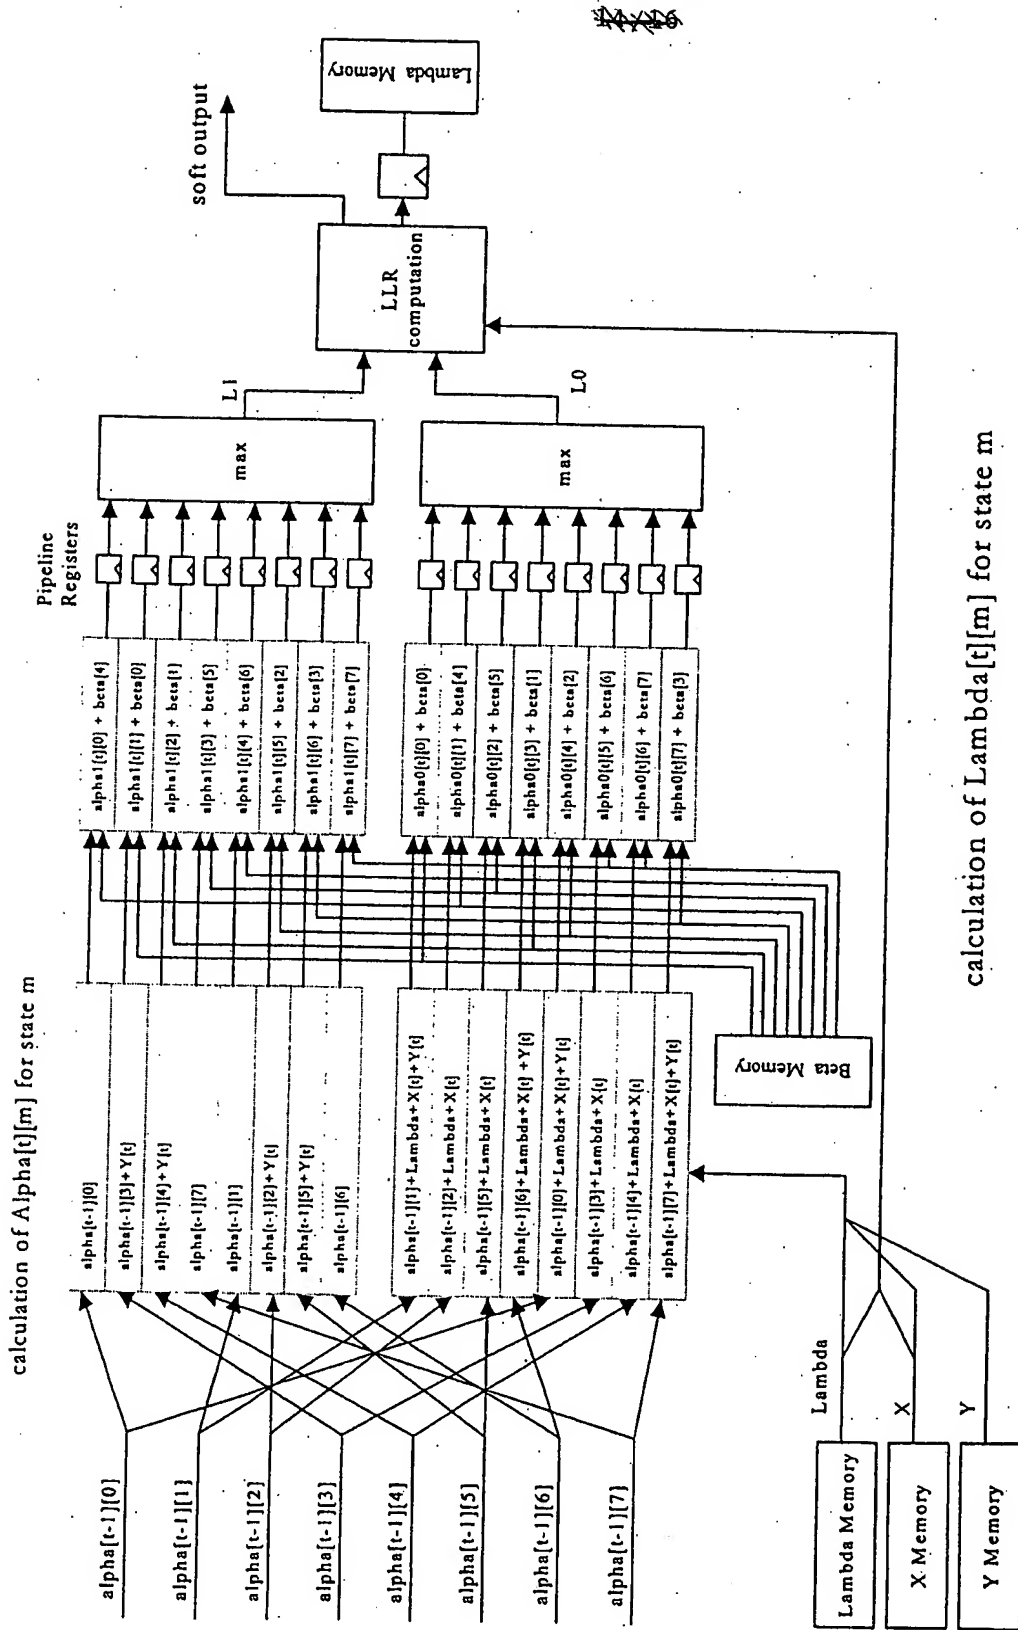 calculation of Alpha[t][m] for state m
alpha[t-1][0]
alpha[t-1][1]
alpha[t-1][2]
alpha[t-1][3]
alpha[t-1][4]
alpha[t-1][5]
alpha[t-1][6]
alpha[t-1][7]
alpha[t-1][0]
alpha[t-1][3]+Y[t]
alpha[t-1][4]+Y[t]
alpha[t-1][7]
alpha[t-1][1]
alpha[t-1][2]+Y[t]
alpha[t-1][5]+Y[t]
alpha[t-1][6]
alpha[t-1][1]+Lambda+X[t]+Y[t]
alpha[t-1][2]+Lambda+X[t]
alpha[t-1][5]+Lambda+X[t]
alpha[t-1][6]+Lambda+X[t]+Y[t]
alpha[t-1][0]+Lambda+X[t]+Y[t]
alpha[t-1][3]+Lambda+X[t]
alpha[t-1][4]+Lambda+X[t]
alpha[t-1][7]+Lambda+X[t]+Y[t]
alpha1[t][0] + beta[4]
alpha1[t][1] + beta[0]
alpha1[t][2] + beta[1]
alpha1[t][3] + beta[5]
alpha1[t][4] + beta[6]
alpha1[t][5] + beta[2]
alpha1[t][6] + beta[3]
alpha1[t][7] + beta[7]
alpha0[t][0] + beta[0]
alpha0[t][1] + beta[4]
alpha0[t][2] + beta[5]
alpha0[t][3] + beta[1]
alpha0[t][4] + beta[2]
alpha0[t][5] + beta[6]
alpha0[t][6] + beta[7]
alpha0[t][7] + beta[3]
Pipeline
Registers
max
max
L1
L0
LLR
computation
soft output
Lambda Memory
Beta Memory
Lambda Memory
X Memory
Y Memory
Lambda
X
Y
calculation of Lambda[t][m] for state m